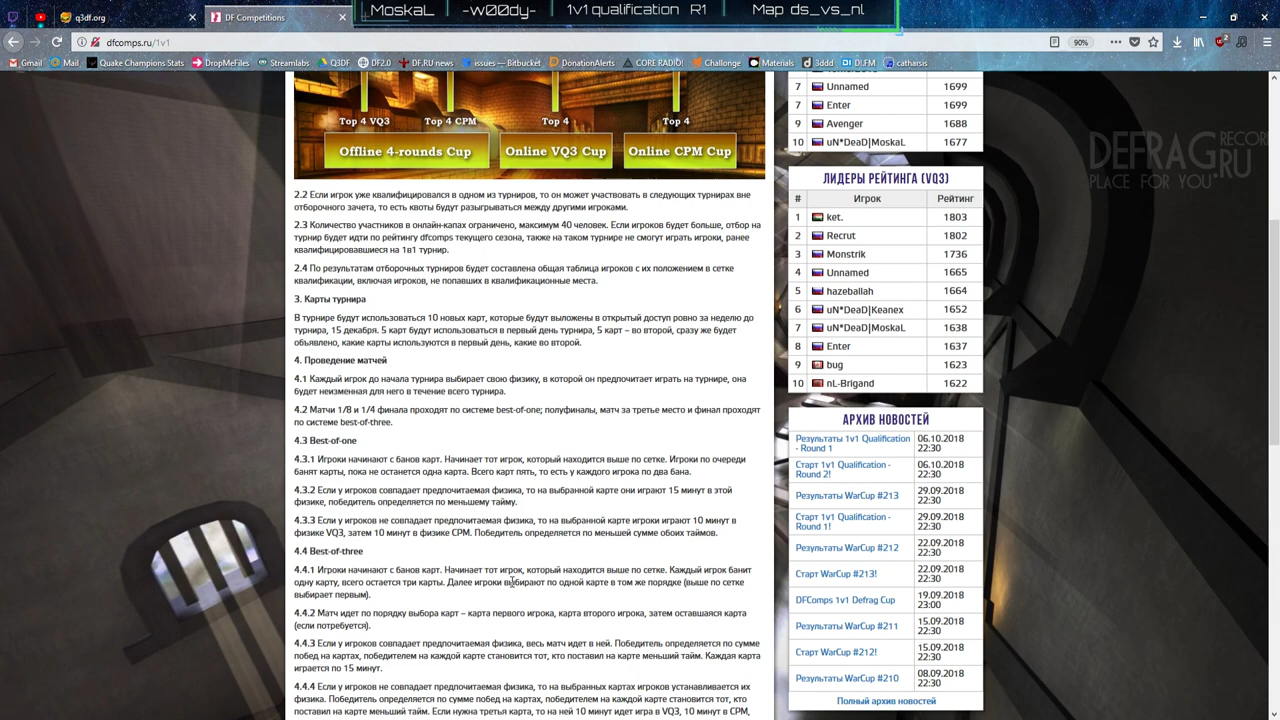 MoskaL -w00dy- 1v1 qualification R1 Map ds_vs_nl
q3df.org
DF Competitions
dfcomps.ru/1v1
90%
Gmail Mail Quake Champions Stats DropMeFiles Streamlabs Q3DF DF2.0 DF.RU news issues — Bitbucket DonationAlerts CORE RADIO! Challonge Materials 3ddd DI.FM catharsis
Top 4 VQ3 Top 4 CPM Top 4 Top 4
Offline 4-rounds Cup Online VQ3 Cup Online CPM Cup
2.2 Если игрок уже квалифицировался в одном из турниров, то он может участвовать в следующих турнирах вне
отборочного зачета, то есть квоты будут разыгрываться между другими игроками.
2.3 Количество участников в онлайн-капах ограничено, максимум 40 человек. Если игроков будет больше, отбор на
турнир будет идти по рейтингу dfcomps текущего сезона, также на таком турнире не смогут играть игроки, ранее
квалифицировавшиеся на 1в1 турнир.
2.4 По результатам отборочных турниров будет составлена общая таблица игроков с их положением в сетке
квалификации, включая игроков, не попавших в квалификационные места.
3. Карты турнира
В турнире будут использоваться 10 новых карт, которые будут выложены в открытый доступ ровно за неделю до
турнира, 15 декабря. 5 карт будут использоваться в первый день турнира, 5 карт – во второй, сразу же будет
объявлено, какие карты используются в первый день, какие во второй.
4. Проведение матчей
4.1 Каждый игрок до начала турнира выбирает свою физику, в которой он предпочитает играть на турнире, она
будет неизменная для него в течение всего турнира.
4.2 Матчи 1/8 и 1/4 финала проходят по системе best-of-one; полуфиналы, матч за третье место и финал проходят
по системе best-of-three.
4.3 Best-of-one
4.3.1 Игроки начинают с банов карт. Начинает тот игрок, который находится выше по сетке. Игроки по очереди
банят карты, пока не останется одна карта. Всего карт пять, то есть у каждого игрока по два бана.
4.3.2 Если у игроков совпадает предпочитаемая физика, то на выбранной карте они играют 15 минут в этой
физике, победитель определяется по меньшему тайму.
4.3.3 Если у игроков не совпадает предпочитаемая физика, то на выбранной карте игроки играют 10 минут в
физике VQ3, затем 10 минут в физике CPM. Победитель определяется по меньшей сумме обоих таймов.
4.4 Best-of-three
4.4.1 Игроки начинают с банов карт. Начинает тот игрок, который находится выше по сетке. Каждый игрок банит
одну карту, всего остается три карты. Далее игроки выбирают по одной карте в том же порядке (выше по сетке
выбирает первым).
4.4.2 Матч идет по порядку выбора карт – карта первого игрока, карта второго игрока, затем оставшаяся карта
(если потребуется).
4.4.3 Если у игроков совпадает предпочитаемая физика, весь матч идет в ней. Победитель определяется по сумме
побед на картах, победителем на каждой карте становится тот, кто поставил на карте меньший тайм. Каждая карта
играется по 15 минут.
4.4.4 Если у игроков не совпадает предпочитаемая физика, то на выбранных картах игроков устанавливается их
физика. Победитель определяется по сумме побед на картах, победителем на каждой карте становится тот, кто
поставил на карте меньший тайм. Если нужна третья карта, то на ней 10 минут идет игра в VQ3, 10 минут в CPM,
7 Unnamed 1699
7 Enter 1699
9 Avenger 1688
10 uN*DeaD|MoskaL 1677
ЛИДЕРЫ РЕЙТИНГА (VQ3)
# Игрок Рейтинг
1 ket. 1803
2 Recrut 1802
3 Monstrik 1736
4 Unnamed 1665
5 hazeballah 1664
6 uN*DeaD|Keanex 1652
7 uN*DeaD|MoskaL 1638
8 Enter 1637
9 bug 1623
10 nL-Brigand 1622
АРХИВ НОВОСТЕЙ
Результаты 1v1 Qualification - Round 1 06.10.2018 22:30
Старт 1v1 Qualification - Round 2! 06.10.2018 22:30
Результаты WarCup #213 29.09.2018 22:30
Старт 1v1 Qualification - Round 1! 29.09.2018 22:30
Результаты WarCup #212 22.09.2018 22:30
Старт WarCup #213! 22.09.2018 22:30
DFComps 1v1 Defrag Cup 19.09.2018 23:00
Результаты WarCup #211 15.09.2018 22:30
Старт WarCup #212! 15.09.2018 22:30
Результаты WarCup #210 08.09.2018 22:30
Полный архив новостей
DEFRAG RECORD
.RU
PLACE FOR YOU